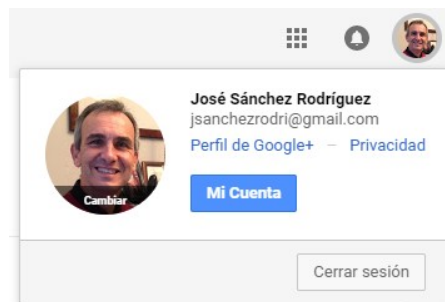 José Sánchez Rodríguez
jsanchezrodri@gmail.com
Perfil de Google+ – Privacidad
Cambiar
Mi Cuenta
Cerrar sesión